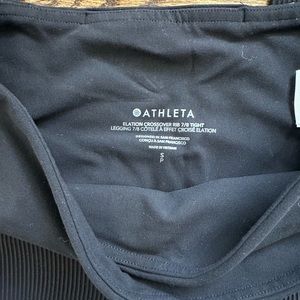 ATHLETA
ELATION CROSSOVER RIB 7/8 TIGHT
LEGGING 7/8 CÔTELÉ À EFFET CROISÉ ELATION
DESIGNED IN SAN FRANCISCO
CONÇU À SAN FRANCISCO
MADE IN VIETNAM